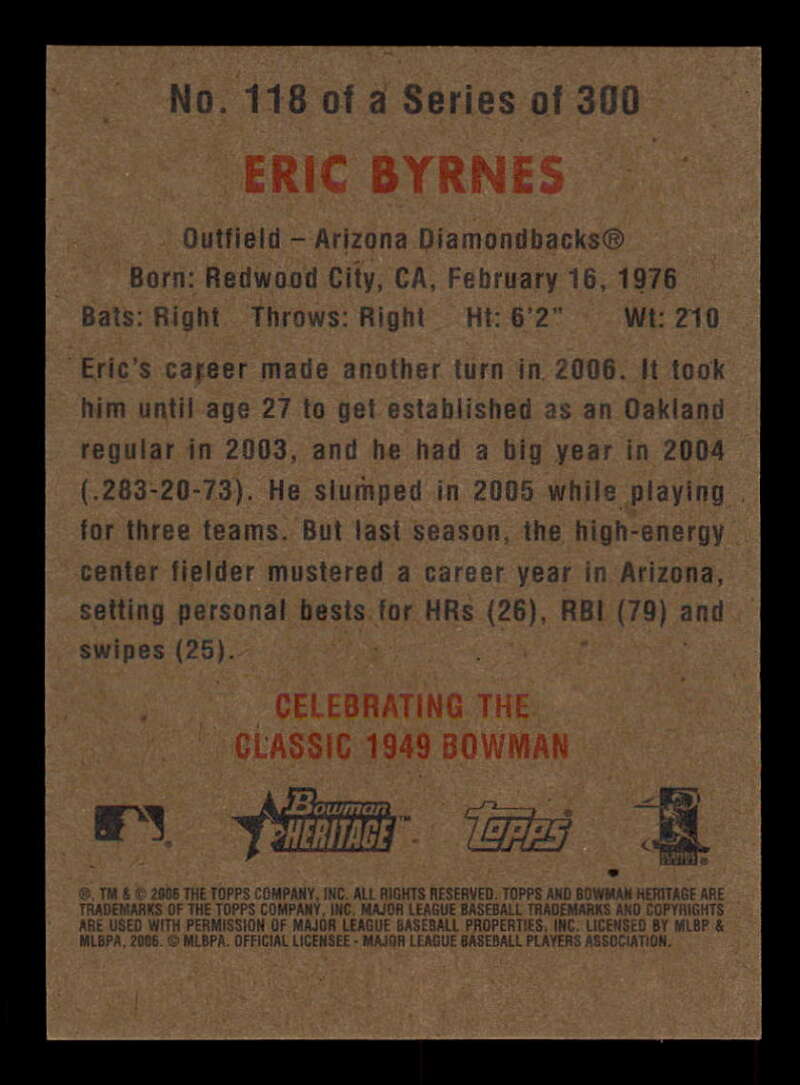 No. 118 of a Series of 300
ERIC BYRNES
Outfield – Arizona Diamondbacks®
Born: Redwood City, CA, February 16, 1976
Bats: Right Throws: Right Ht: 6'2" Wt: 210
Eric's career made another turn in 2006. It took
him until age 27 to get established as an Oakland
regular in 2003, and he had a big year in 2004
(.283-20-73). He slumped in 2005 while playing
for three teams. But last season, the high-energy
center fielder mustered a career year in Arizona,
setting personal bests for HRs (26), RBI (79) and
swipes (25).
CELEBRATING THE
CLASSIC 1949 BOWMAN
Bowman
HERITAGE
Topps
®, TM & © 2006 THE TOPPS COMPANY, INC. ALL RIGHTS RESERVED. TOPPS AND BOWMAN HERITAGE ARE
TRADEMARKS OF THE TOPPS COMPANY, INC. MAJOR LEAGUE BASEBALL TRADEMARKS AND COPYRIGHTS
ARE USED WITH PERMISSION OF MAJOR LEAGUE BASEBALL PROPERTIES, INC. LICENSED BY MLBP &
MLBPA, 2006. © MLBPA. OFFICIAL LICENSEE - MAJOR LEAGUE BASEBALL PLAYERS ASSOCIATION.